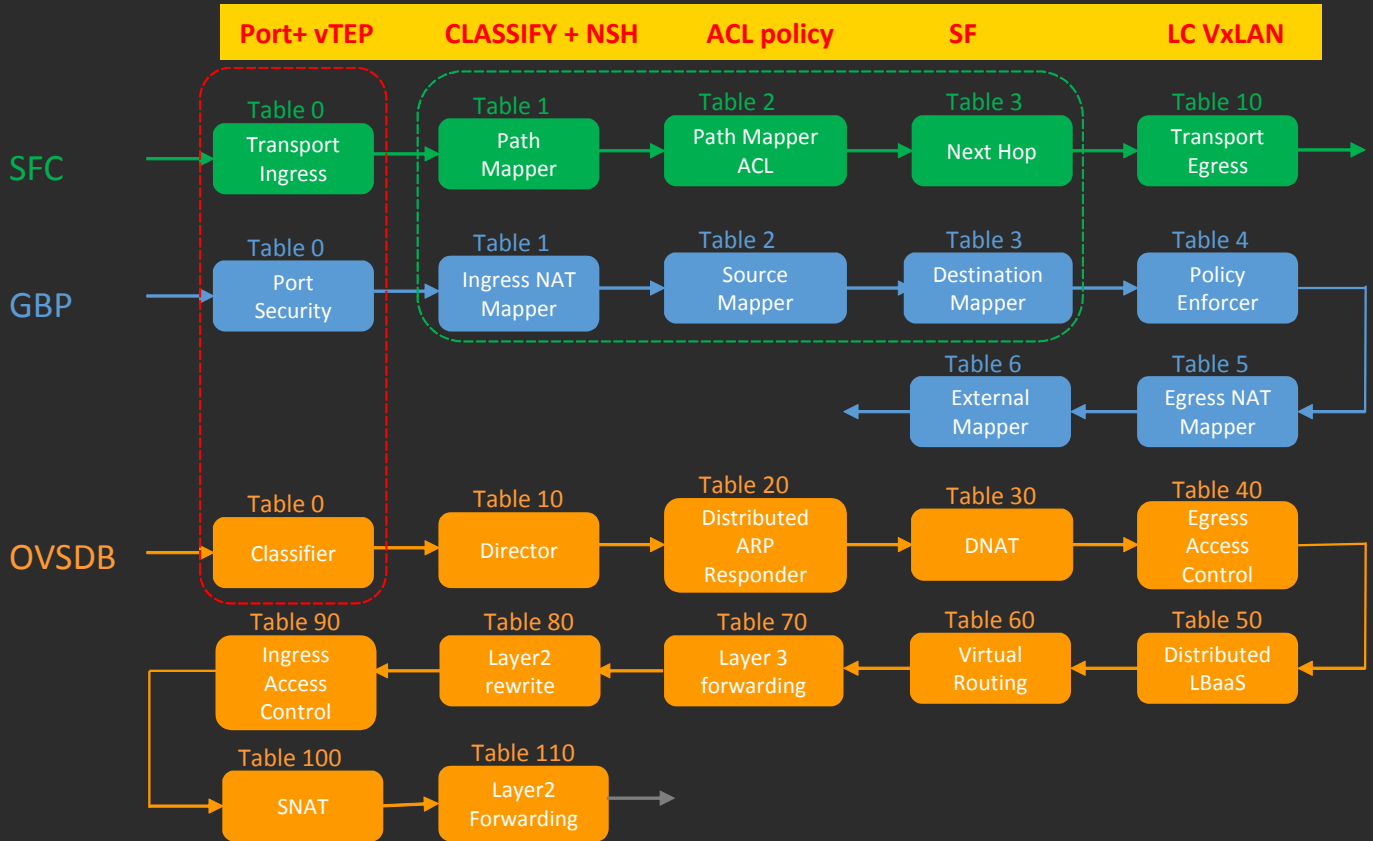 Port+ vTEP CLASSIFY + NSH ACL policy SF LC VxLAN
Table 0 Table 1 Table 2 Table 3 Table 10
SFC
Transport
Ingress
Path
Mapper
Path Mapper
ACL
Next Hop
Transport
Egress
Table 0 Table 1 Table 2 Table 3 Table 4
GBP
Port
Security
Ingress NAT
Mapper
Source
Mapper
Destination
Mapper
Policy
Enforcer
Table 6 Table 5
External
Mapper
Egress NAT
Mapper
Table 0 Table 10 Table 20 Table 30 Table 40
OVSDB
Classifier
Director
Distributed
ARP
Responder
DNAT
Egress
Access
Control
Table 90 Table 80 Table 70 Table 60 Table 50
Ingress
Access
Control
Layer2
rewrite
Layer 3
forwarding
Virtual
Routing
Distributed
LBaaS
Table 100 Table 110
SNAT
Layer2
Forwarding